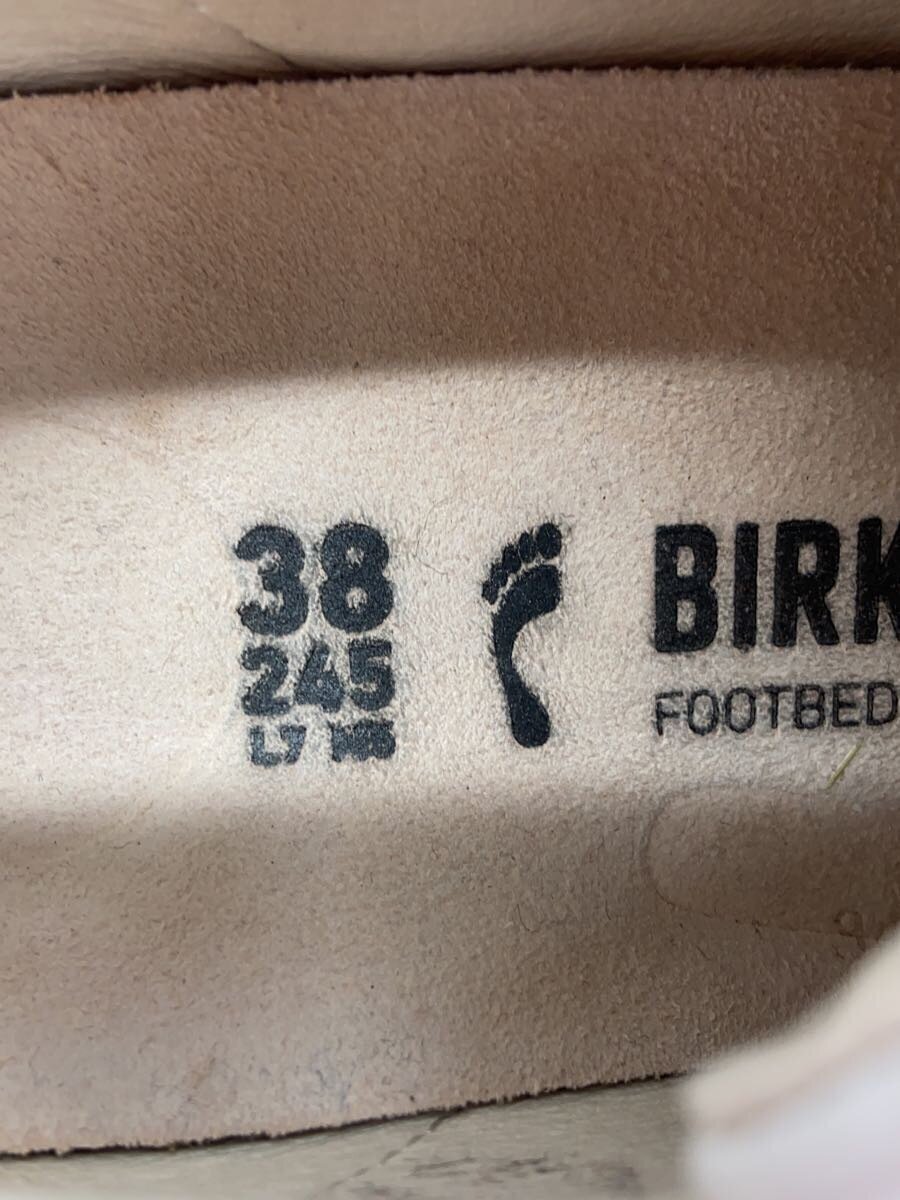 38
245
L7 M5
BIRK
FOOTBED